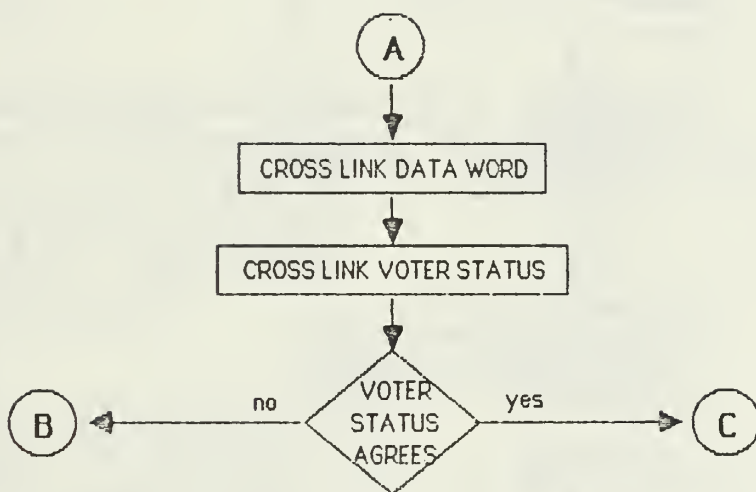 A
CROSS LINK DATA WORD
CROSS LINK VOTER STATUS
VOTER
STATUS
AGREES
no
yes
B
C